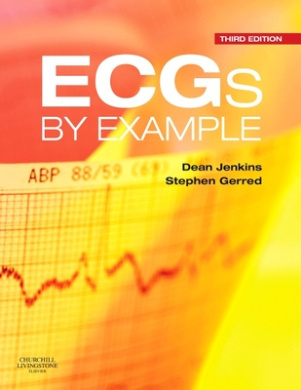 THIRD EDITION
ECGs
BY EXAMPLE
Dean Jenkins
Stephen Gerred
ABP 88/59 (69)
CHURCHILL
LIVINGSTONE
ELSEVIER